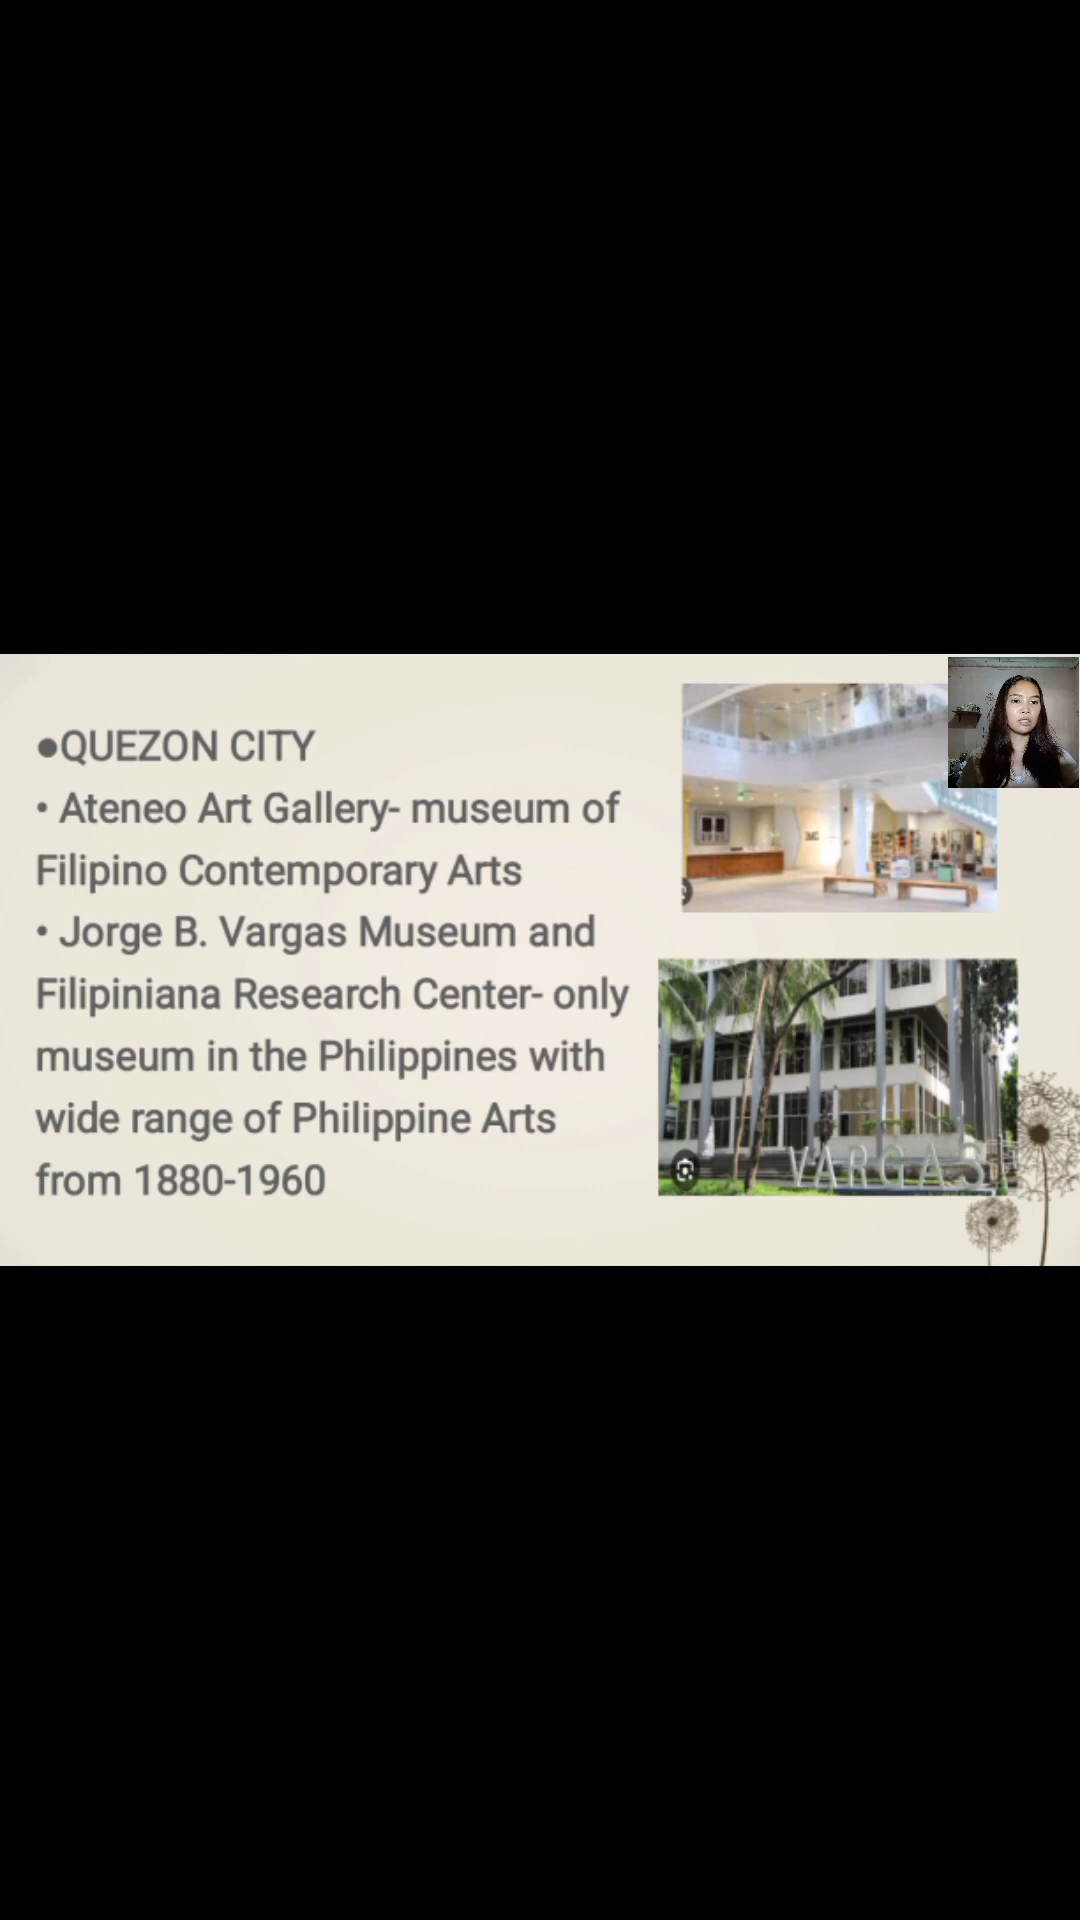 ●QUEZON CITY
• Ateneo Art Gallery- museum of
Filipino Contemporary Arts
• Jorge B. Vargas Museum and
Filipiniana Research Center- only
museum in the Philippines with
wide range of Philippine Arts
from 1880-1960
VARGAS